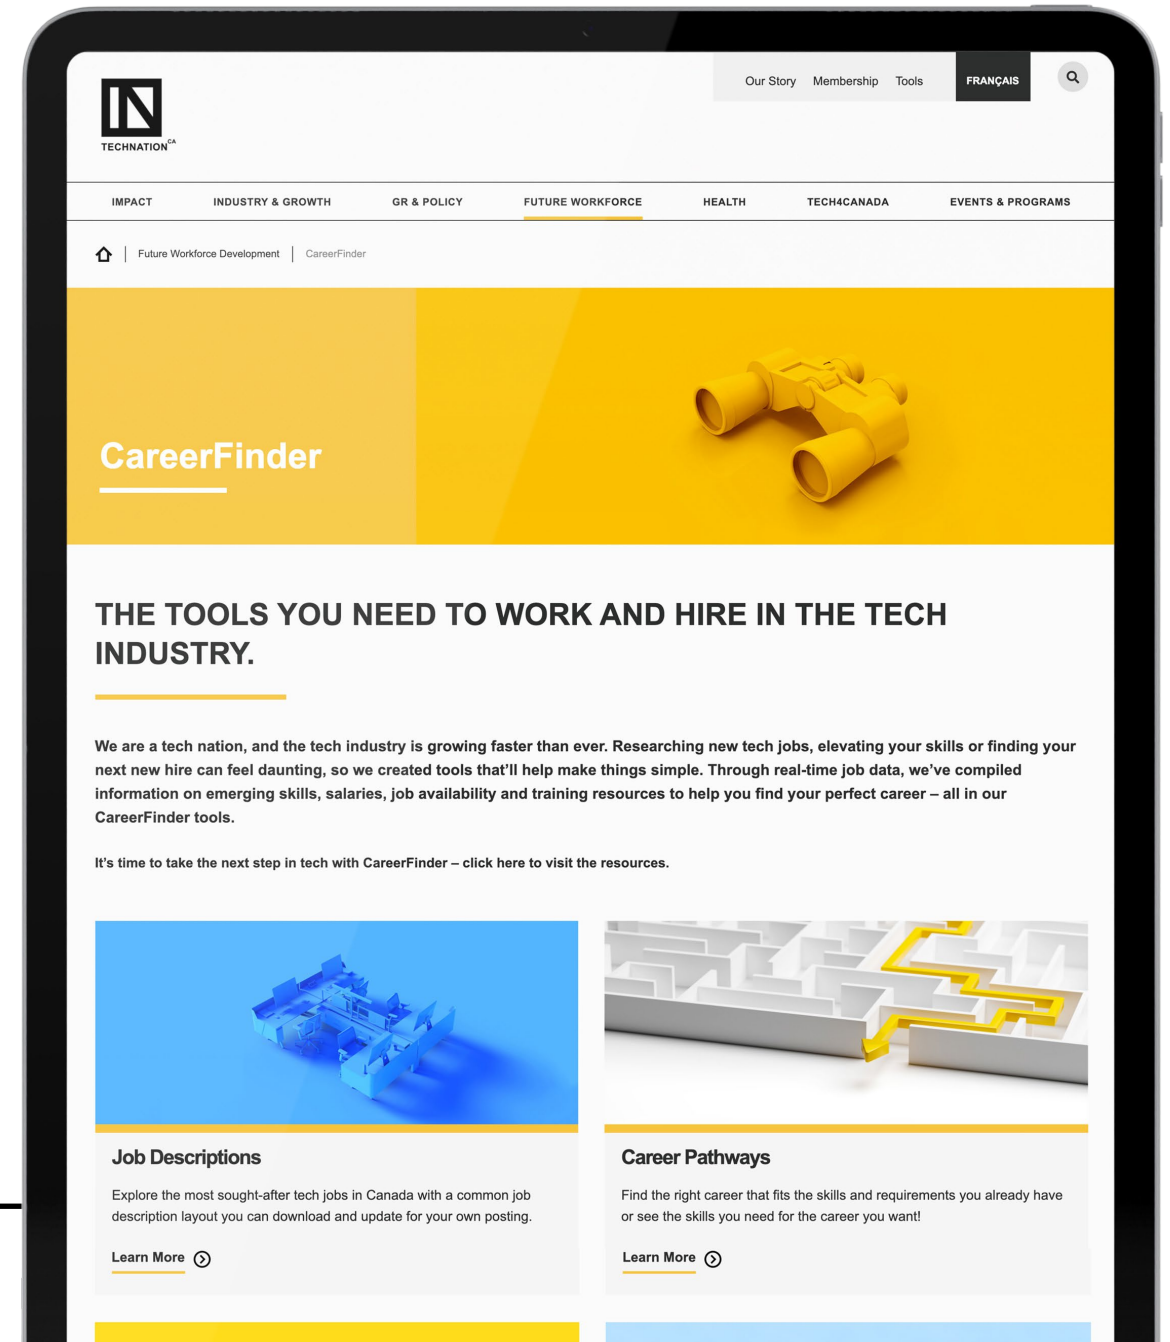 Our Story Membership Tools FRANÇAIS
IN
TECHNATION CA
IMPACT INDUSTRY & GROWTH GR & POLICY FUTURE WORKFORCE HEALTH TECH4CANADA EVENTS & PROGRAMS
Future Workforce Development CareerFinder
CareerFinder
THE TOOLS YOU NEED TO WORK AND HIRE IN THE TECH
INDUSTRY.
We are a tech nation, and the tech industry is growing faster than ever. Researching new tech jobs, elevating your skills or finding your
next new hire can feel daunting, so we created tools that’ll help make things simple. Through real-time job data, we’ve compiled
information on emerging skills, salaries, job availability and training resources to help you find your perfect career – all in our
CareerFinder tools.
It’s time to take the next step in tech with CareerFinder – click here to visit the resources.
Job Descriptions
Explore the most sought-after tech jobs in Canada with a common job
description layout you can download and update for your own posting.
Learn More
Career Pathways
Find the right career that fits the skills and requirements you already have
or see the skills you need for the career you want!
Learn More